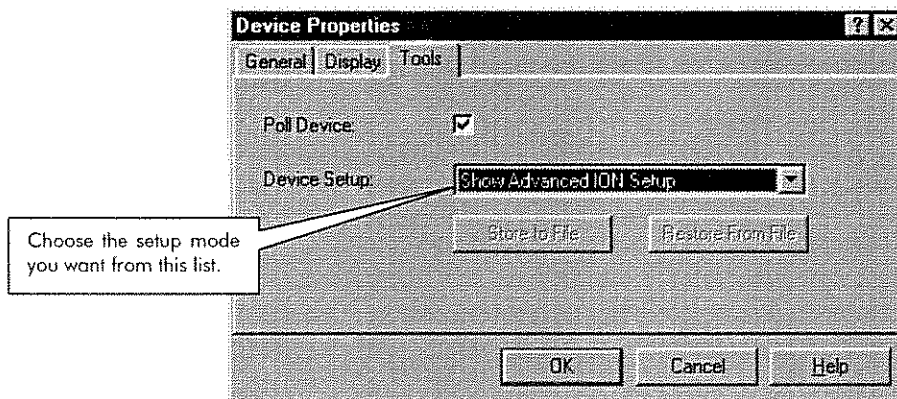 Device Properties
General Display Tools
Poll Device:
Device Setup: Show Advanced ION Setup
Choose the setup mode
you want from this list.
Store to File Restore From File
OK Cancel Help